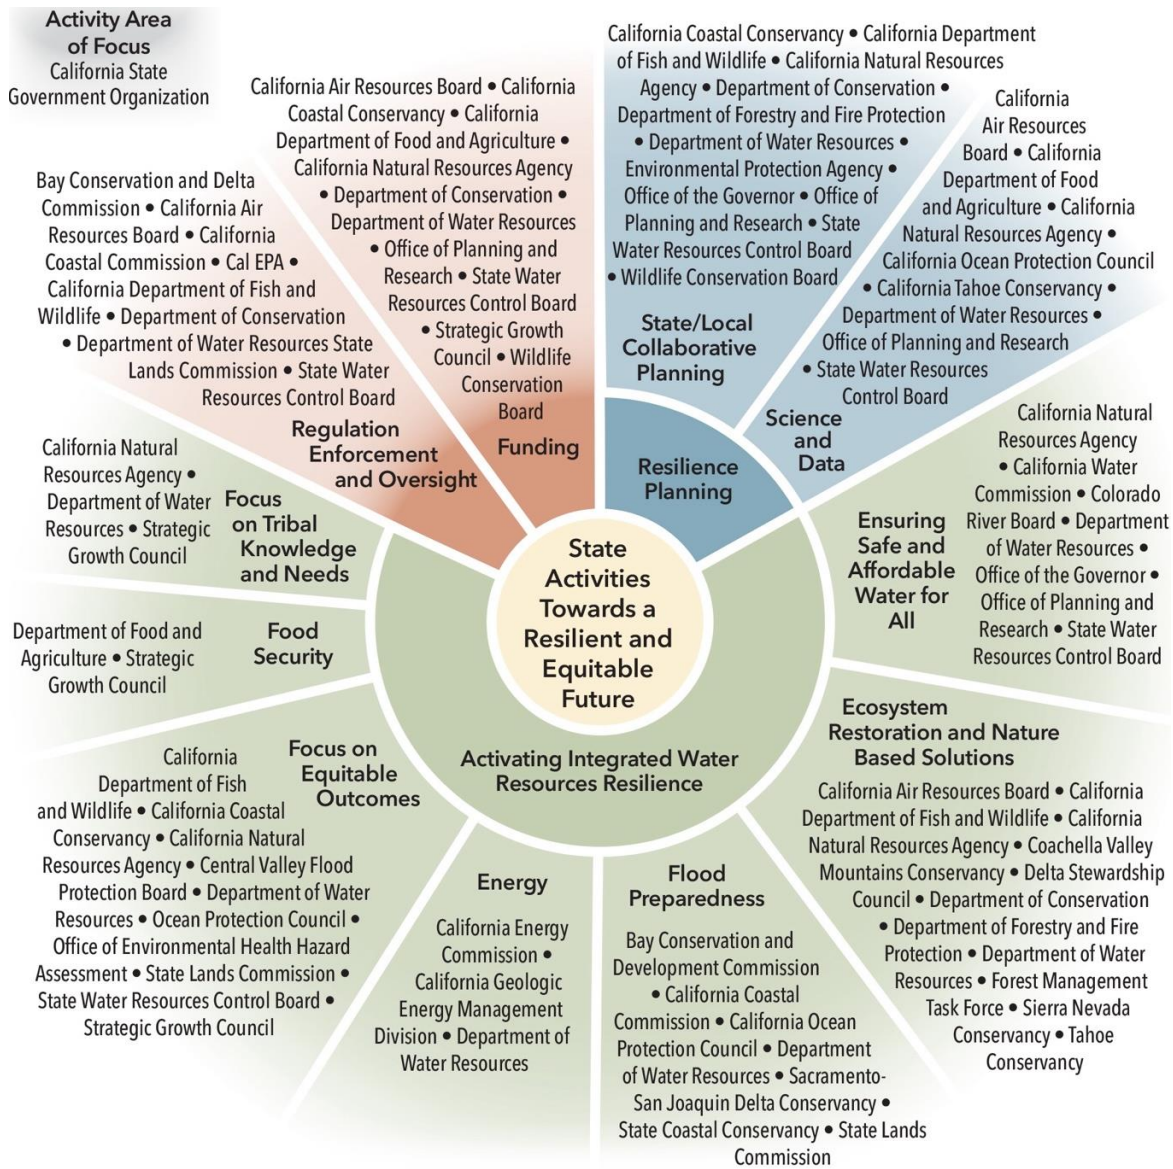 Activity Area
of Focus
California State
Government Organization
California Air Resources Board • California
Coastal Conservancy • California
Department of Food and Agriculture •
California Natural Resources Agency
• Department of Conservation •
Department of Water Resources
• Office of Planning and
Research • State Water
Resources Control Board
• Strategic Growth
Council • Wildlife
Conservation
Board
Funding
California Coastal Conservancy • California Department
of Fish and Wildlife • California Natural Resources
Agency • Department of Conservation •
Department of Forestry and Fire Protection
• Department of Water Resources •
Environmental Protection Agency •
Office of the Governor • Office of
Planning and Research • State
Water Resources Control Board
• Wildlife Conservation Board
State/Local
Collaborative
Planning
California
Air Resources
Board • California
Department of Food
and Agriculture • California
Natural Resources Agency •
California Ocean Protection Council
• California Tahoe Conservancy •
Department of Water Resources •
Office of Planning and Research
• State Water Resources
Control Board
Science
and
Data
Resilience
Planning
Bay Conservation and Delta
Commission • California Air
Resources Board • California
Coastal Commission • Cal EPA •
California Department of Fish and
Wildlife • Department of Conservation
• Department of Water Resources State
Lands Commission • State Water
Resources Control Board
Regulation
Enforcement
and Oversight
California Natural
Resources Agency •
Department of Water
Resources • Strategic
Growth Council
Focus
on Tribal
Knowledge
and Needs
State
Activities
Towards a
Resilient and
Equitable
Future
Ensuring
Safe and
Affordable
Water for
All
California Natural
Resources Agency
• California Water
Commission • Colorado
River Board • Department
of Water Resources •
Office of the Governor •
Office of Planning and
Research • State Water
Resources Control Board
Department of Food and
Agriculture • Strategic
Growth Council
Food
Security
Activating Integrated Water
Resources Resilience
Ecosystem
Restoration and Nature
Based Solutions
California Air Resources Board • California
Department of Fish and Wildlife • California
Natural Resources Agency • Coachella Valley
Mountains Conservancy • Delta Stewardship
Council • Department of Conservation
• Department of Forestry and Fire
Protection • Department of Water
Resources • Forest Management
Task Force • Sierra Nevada
Conservancy • Tahoe
Conservancy
Focus on
Equitable
Outcomes
California
Department of Fish
and Wildlife • California Coastal
Conservancy • California Natural
Resources Agency • Central Valley Flood
Protection Board • Department of Water
Resources • Ocean Protection Council •
Office of Environmental Health Hazard
Assessment • State Lands Commission •
State Water Resources Control Board •
Strategic Growth Council
Energy
California Energy
Commission •
California Geologic
Energy Management
Division • Department of
Water Resources
Flood
Preparedness
Bay Conservation and
Development Commission
• California Coastal
Commission • California Ocean
Protection Council • Department
of Water Resources • Sacramento-
San Joaquin Delta Conservancy •
State Coastal Conservancy • State Lands
Commission